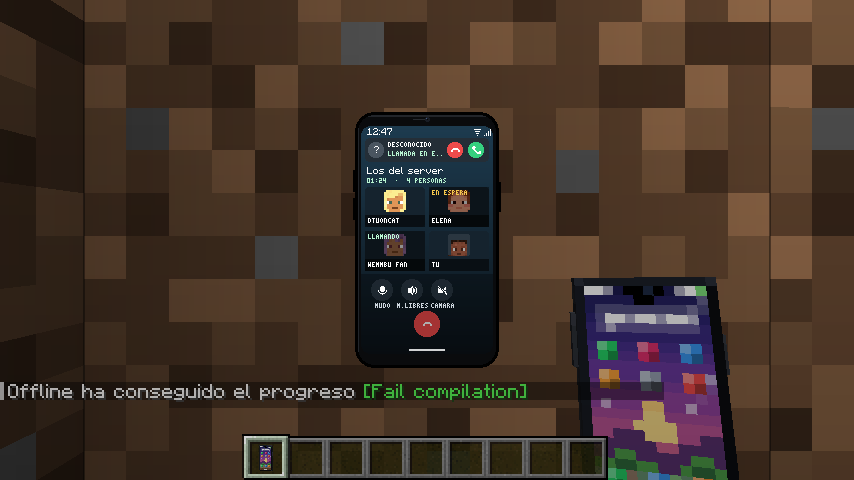 12:47
?
DESCONOCIDO
LLAMADA EN E..
Los del server
01:24 · 4 PERSONAS
EN ESPERA
DTWONCAT
ELENA
LLAMANDO
WEMMBU FAN
TU
MUDO
M.LIBRES
CAMARA
Offline ha conseguido el progreso [Fail compilation]